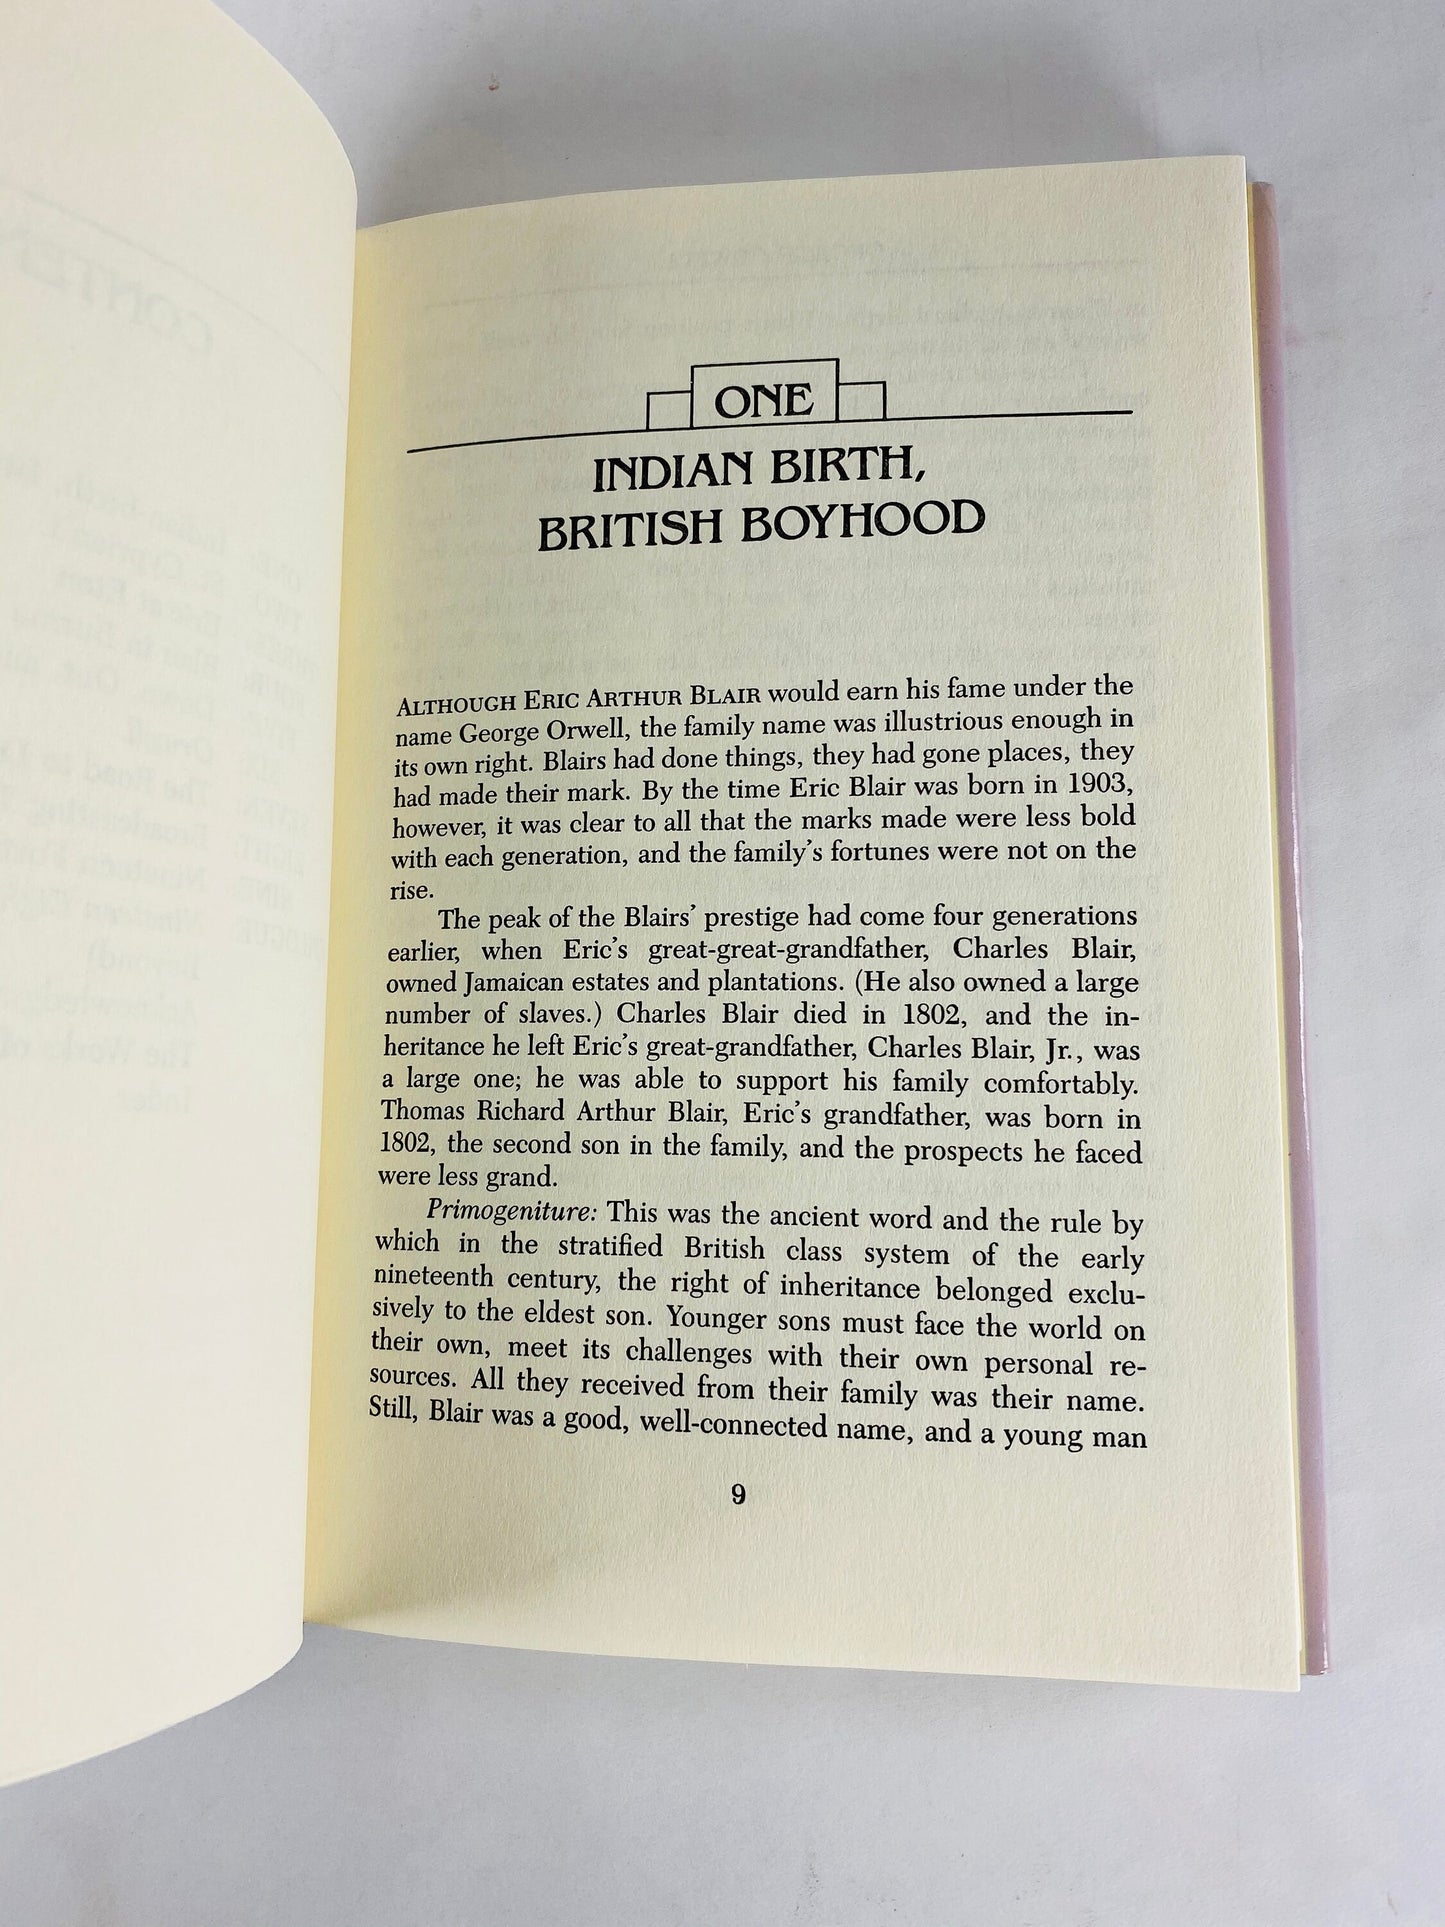 ONE
INDIAN BIRTH,
BRITISH BOYHOOD
ALTHOUGH ERIC ARTHUR BLAIR would earn his fame under the
name George Orwell, the family name was illustrious enough in
its own right. Blairs had done things, they had gone places, they
had made their mark. By the time Eric Blair was born in 1903,
however, it was clear to all that the marks made were less bold
with each generation, and the family's fortunes were not on the
rise.
The peak of the Blairs' prestige had come four generations
earlier, when Eric's great-great-grandfather, Charles Blair,
owned Jamaican estates and plantations. (He also owned a large
number of slaves.) Charles Blair died in 1802, and the in-
heritance he left Eric's great-grandfather, Charles Blair, Jr., was
a large one; he was able to support his family comfortably.
Thomas Richard Arthur Blair, Eric's grandfather, was born in
1802, the second son in the family, and the prospects he faced
were less grand.
Primogeniture: This was the ancient word and the rule by
which in the stratified British class system of the early
nineteenth century, the right of inheritance belonged exclu-
sively to the eldest son. Younger sons must face the world on
their own, meet its challenges with their own personal re-
sources. All they received from their family was their name.
Still, Blair was a good, well-connected name, and a young man
9